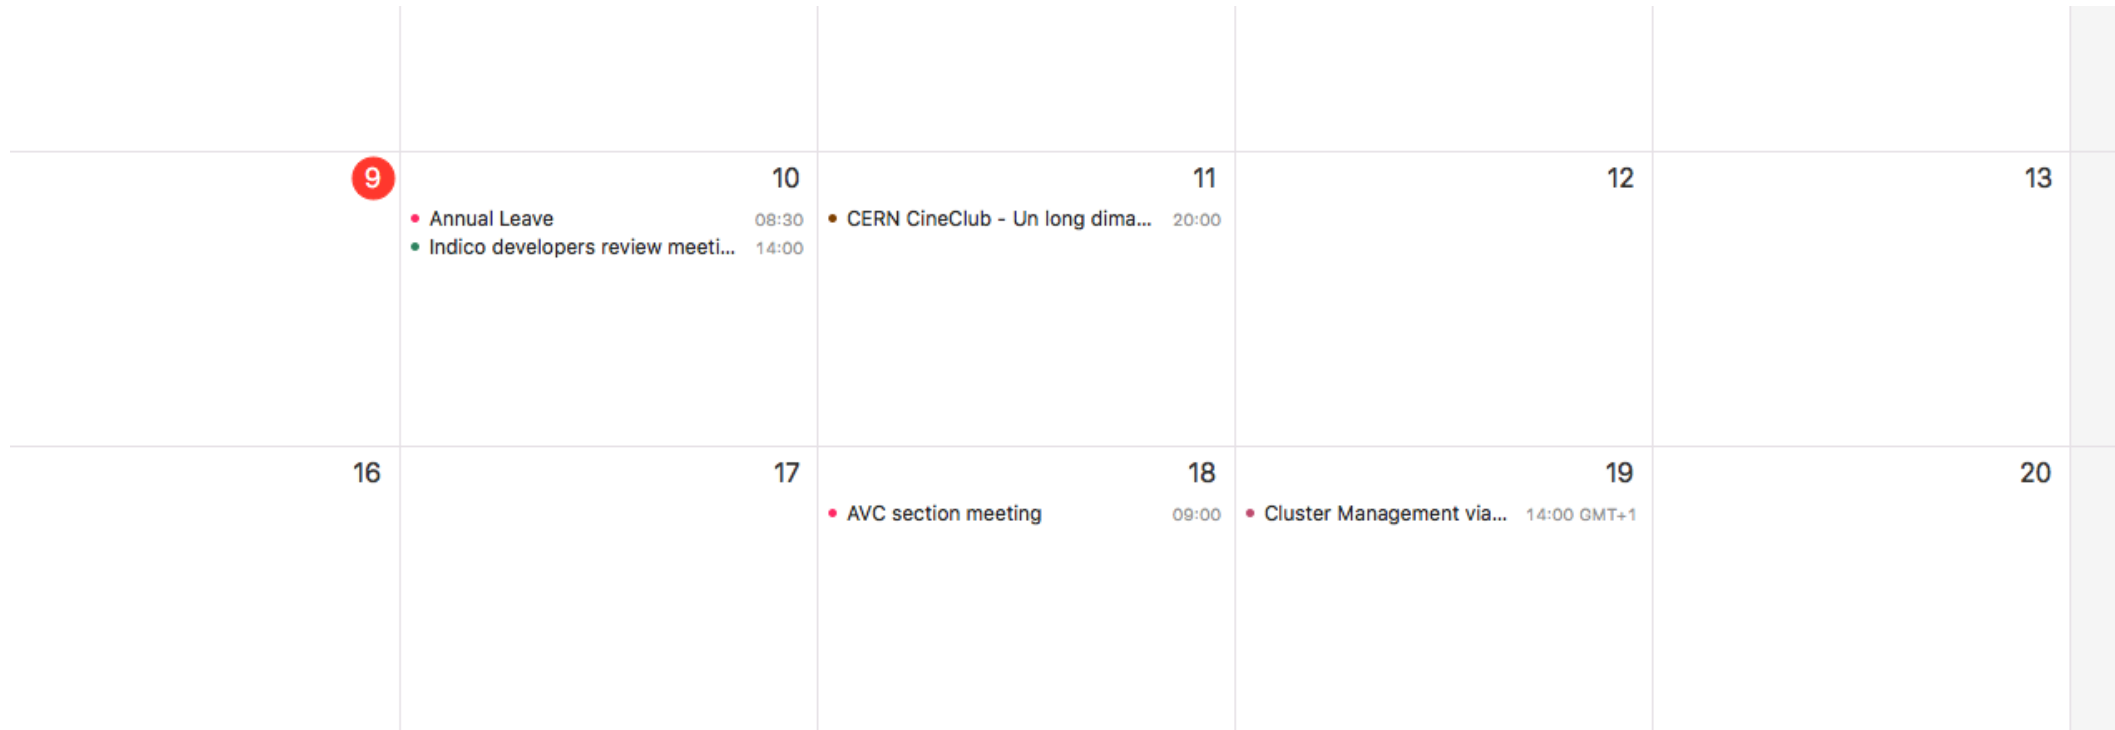 9
10
11
12
13
Annual Leave 08:30
Indico developers review meeti... 14:00
CERN CineClub - Un long dima... 20:00
16
17
18
19
20
AVC section meeting 09:00
Cluster Management via... 14:00 GMT+1